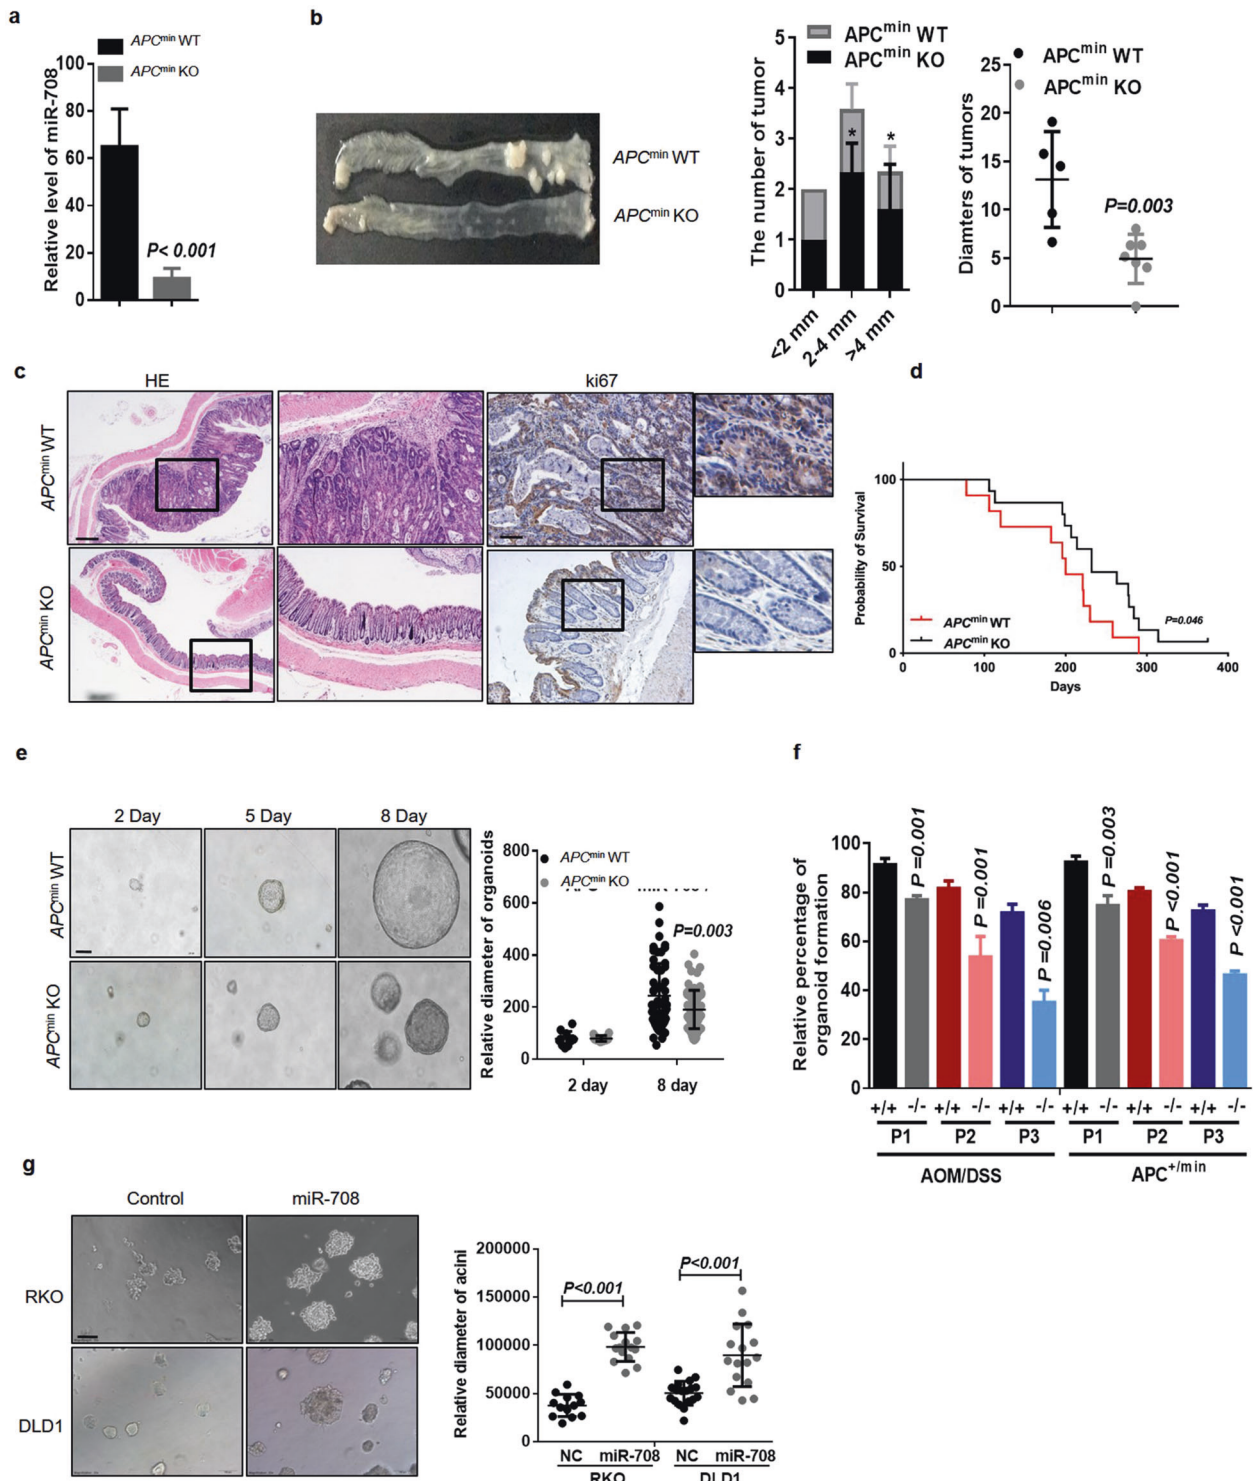 a
APCmin WT
APCmin KO
Relative level of miR-708
100
80
60
40
20
0
P< 0.001
b
APCmin WT
APCmin KO
The number of tumor
5
4
3
2
1
0
APCmin WT
APCmin KO
*
*
<2 mm
2-4 mm
>4 mm
Diamters of tumors
25
20
15
10
5
0
APCmin WT
APCmin KO
P=0.003
c
HE
ki67
APCmin WT
APCmin KO
d
Probability of Survival
100
50
0
APCmin WT
APCmin KO
P=0.046
0 100 200 300 400
Days
e
2 Day 5 Day 8 Day
APCmin WT
APCmin KO
Relative diameter of organoids
800
600
400
200
0
APCmin WT
APCmin KO
P=0.003
2 day 8 day
f
Relative percentage of
organoid formation
100
80
60
40
20
0
P =0.001
P =0.001
P =0.006
P =0.003
P <0.001
P <0.001
+/+ -/- +/+ -/- +/+ -/- +/+ -/- +/+ -/- +/+ -/-
P1 P2 P3 P1 P2 P3
AOM/DSS APC+/min
g
Control miR-708
RKO
DLD1
Relative diameter of acini
200000
150000
100000
50000
0
P<0.001
P<0.001
NC miR-708 NC miR-708
RKO DLD1